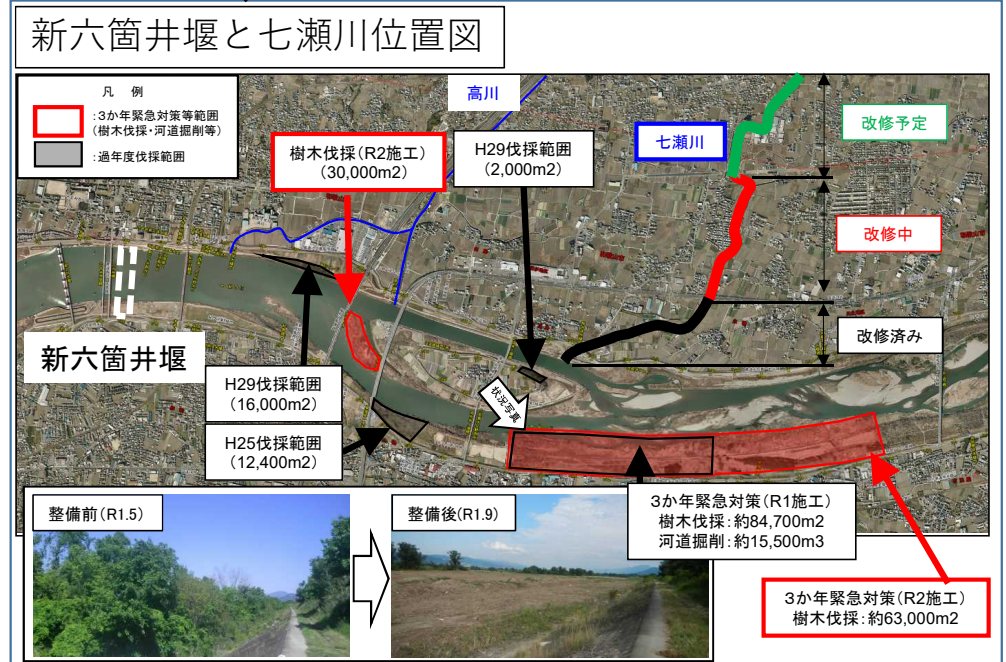 新六箇井堰と七瀬川位置図
凡 例
:3か年緊急対策等範囲
(樹木伐採・河道掘削等)
:過年度伐採範囲
高川
樹木伐採(R2施工)
(30,000m2)
H29伐採範囲
(2,000m2)
七瀬川
改修予定
改修中
改修済み
新六箇井堰
H29伐採範囲
(16,000m2)
H25伐採範囲
(12,400m2)
状況写真
3か年緊急対策(R1施工)
樹木伐採:約84,700m2
河道掘削:約15,500m3
整備前(R1.5)
整備後(R1.9)
3か年緊急対策(R2施工)
樹木伐採:約63,000m2